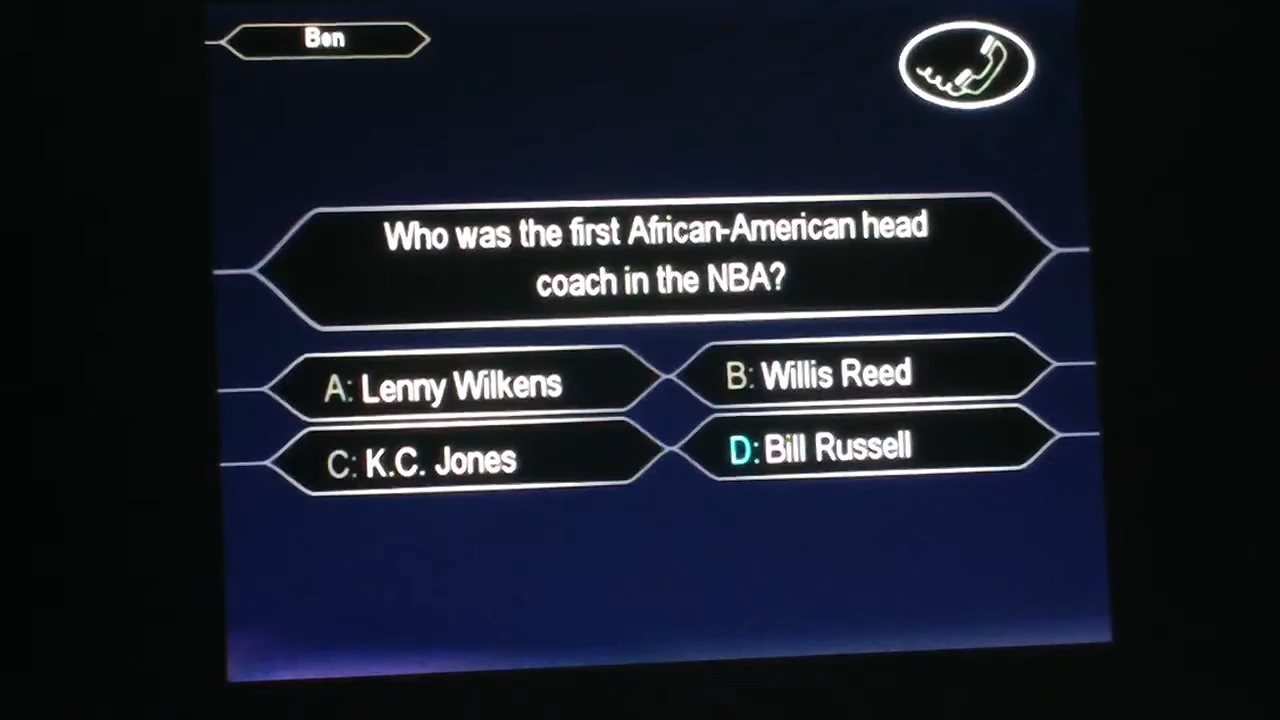 Ben
Who was the first African-American head
coach in the NBA?
A: Lenny Wilkens
B: Willis Reed
C: K.C. Jones
D: Bill Russell